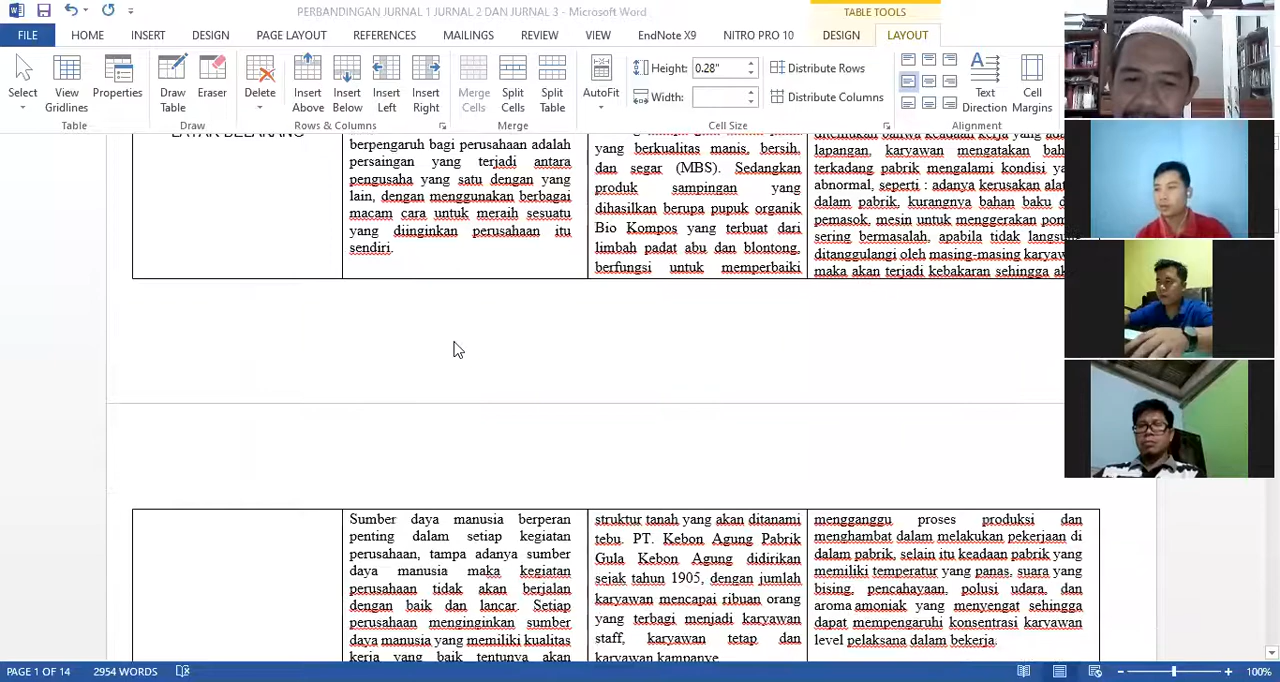 PERBANDINGAN JURNAL 1 JURNAL 2 DAN JURNAL 3 - Microsoft Word
TABLE TOOLS
FILE HOME INSERT DESIGN PAGE LAYOUT REFERENCES MAILINGS REVIEW VIEW EndNote X9 NITRO PRO 10 DESIGN LAYOUT
Select
View Gridlines
Properties
Draw Table
Eraser
Delete
Insert Above
Insert Below
Insert Left
Insert Right
Merge Cells
Split Cells
Split Table
AutoFit
Height: 0.28"
Width:
Distribute Rows
Distribute Columns
Text Direction
Cell Margins
Table Draw Rows & Columns Merge Cell Size Alignment
berpengaruh bagi perusahaan adalah
persaingan yang terjadi antara
pengusaha yang satu dengan yang
lain, dengan menggunakan berbagai
macam cara untuk meraih sesuatu
yang diinginkan perusahaan itu
sendiri.
yang berkualitas manis, bersih,
dan segar (MBS). Sedangkan
produk sampingan yang
dihasilkan berupa pupuk organik
Bio Kompos yang terbuat dari
limbah padat abu dan blontong,
berfungsi untuk memperbaiki
ditemukan bahwa keadaan kerja yang
lapangan, karyawan mengatakan
terkadang pabrik mengalami kondisi
abnormal, seperti : adanya kerusakan
dalam pabrik, kurangnya bahan baku
pemasok, mesin untuk menggerakan
sering bermasalah, apabila tidak
ditanggulangi oleh masing-masing
maka akan terjadi kebakaran sehingga
Sumber daya manusia berperan
penting dalam setiap kegiatan
perusahaan, tampa adanya sumber
daya manusia maka kegiatan
perusahaan tidak akan berjalan
dengan baik dan lancar. Setiap
perusahaan menginginkan sumber
daya manusia yang memiliki kualitas
kerja yang baik tentunya akan
struktur tanah yang akan ditanami
tebu. PT. Kebon Agung Pabrik
Gula Kebon Agung didirikan
sejak tahun 1905, dengan jumlah
karyawan mencapai ribuan orang
yang terbagi menjadi karyawan
staff, karyawan tetap dan
karyawan kampanye.
mengganggu proses produksi dan
menghambat dalam melakukan pekerjaan di
dalam pabrik, selain itu keadaan pabrik yang
memiliki temperatur yang panas, suara yang
bising, pencahayaan, polusi udara, dan
aroma amoniak yang menyengat sehingga
dapat mempengaruhi konsentrasi karyawan
level pelaksana dalam bekerja.
PAGE 1 OF 14 2954 WORDS 100%